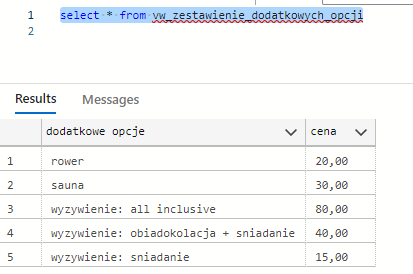 1 select * from vw_zestawienie_dodatkowych_opcji
2
Results Messages
dodatkowe opcje cena
1 rower 20,00
2 sauna 30,00
3 wyzywienie: all inclusive 80,00
4 wyzywienie: obiadokolacja + sniadanie 40,00
5 wyzywienie: sniadanie 15,00